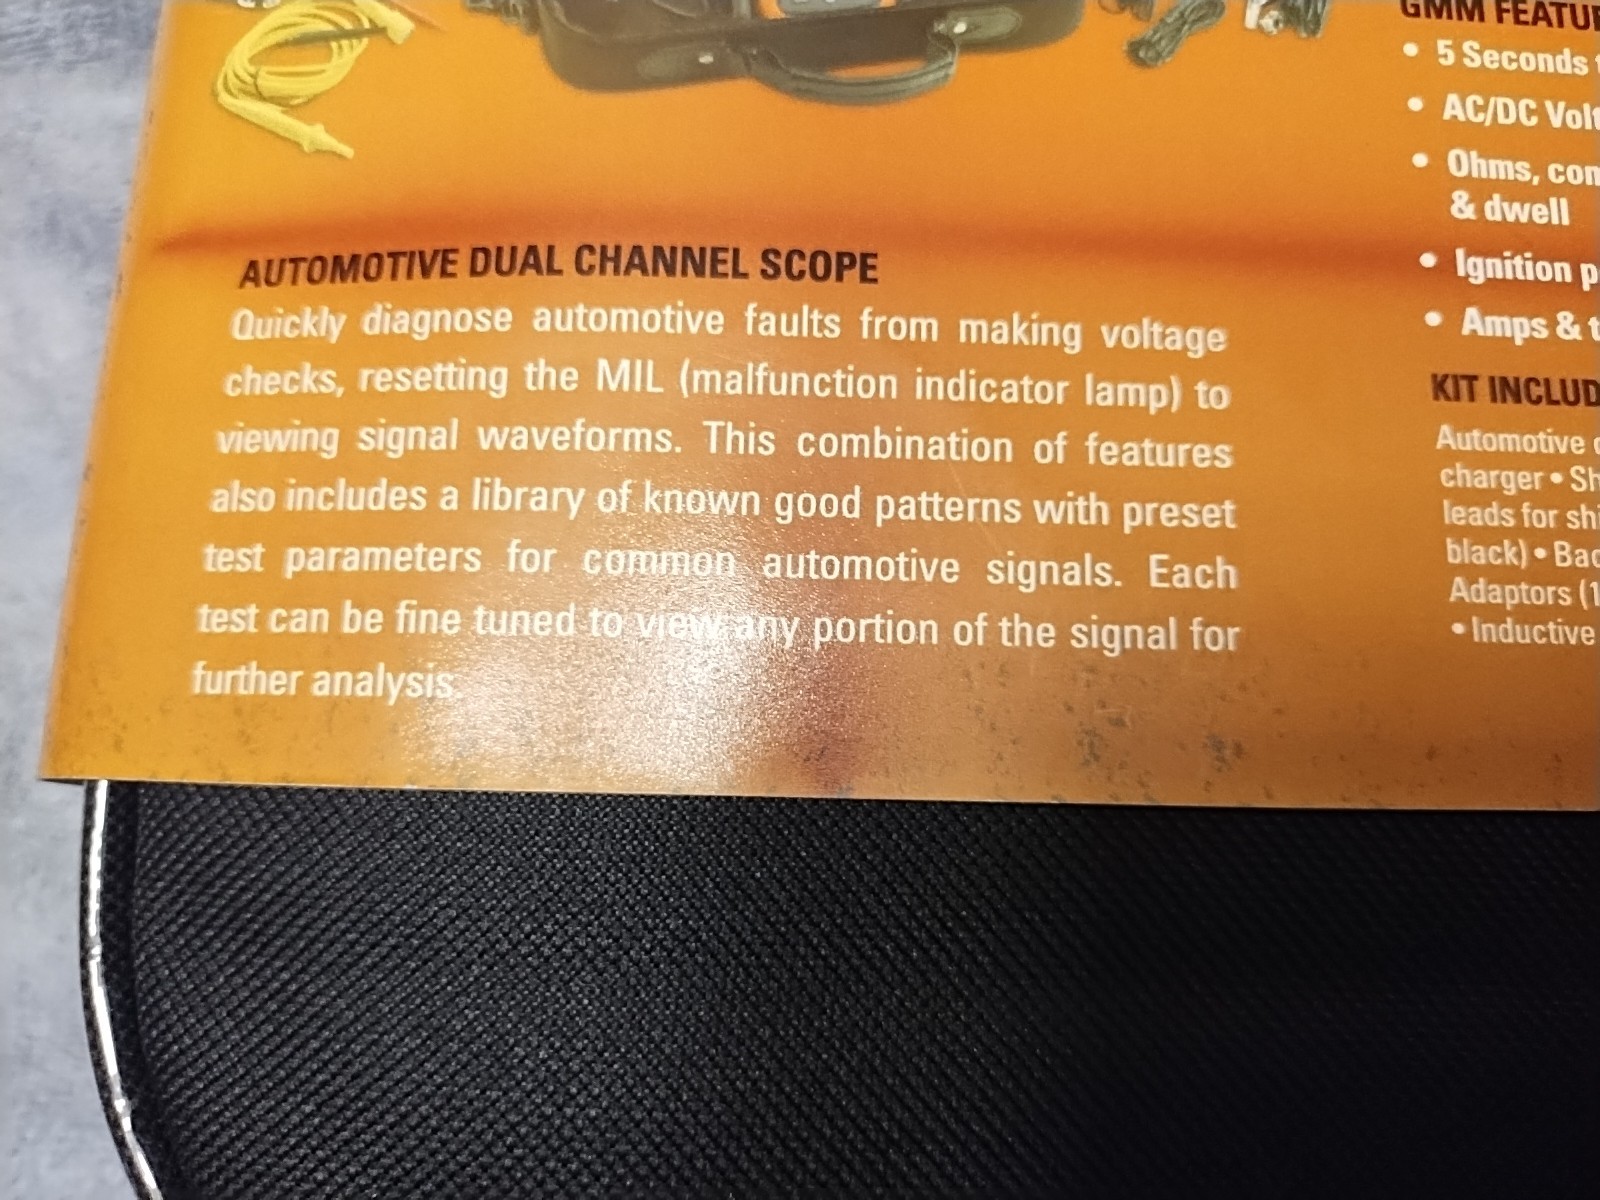 AUTOMOTIVE DUAL CHANNEL SCOPE
Quickly diagnose automotive faults from making voltage
checks, resetting the MIL (malfunction indicator lamp) to
viewing signal waveforms. This combination of features
also includes a library of known good patterns with preset
test parameters for common automotive signals. Each
test can be fine tuned to view any portion of the signal for
further analysis.
GMM FEATU
• 5 Seconds
• AC/DC Volt
• Ohms, con
& dwell
• Ignition p
• Amps & t
KIT INCLUD
Automotive
charger • Sh
leads for shi
black) • Bac
Adaptors (1
• Inductive